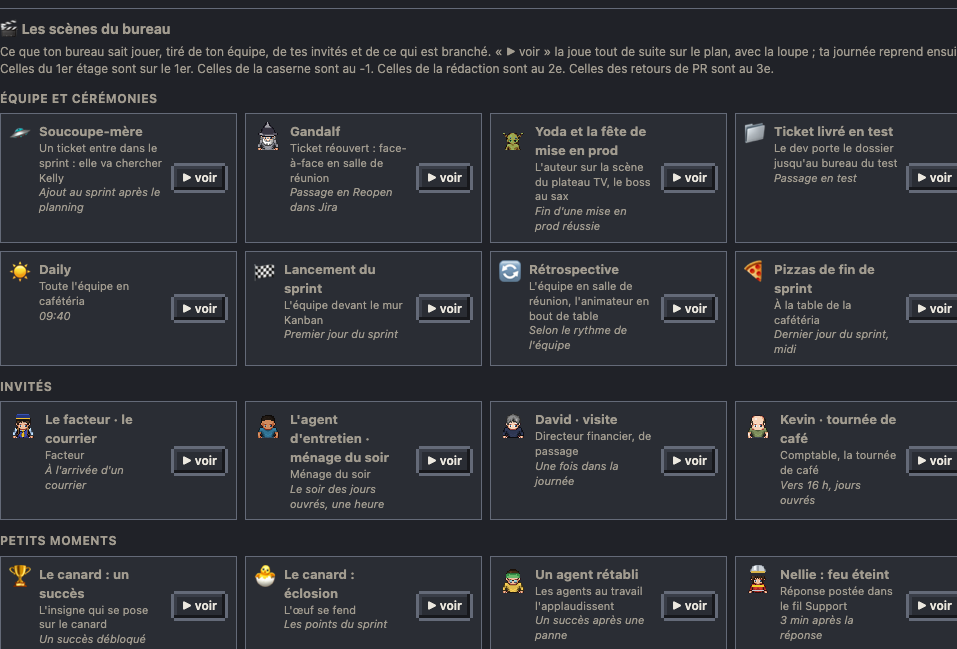 Les scènes du bureau
Ce que ton bureau sait jouer, tiré de ton équipe, de tes invités et de ce qui est branché. « ▶ voir » la joue tout de suite sur le plan, avec la loupe ; ta journée reprend ensui
Celles du 1er étage sont sur le 1er. Celles de la caserne sont au -1. Celles de la rédaction sont au 2e. Celles des retours de PR sont au 3e.
ÉQUIPE ET CÉRÉMONIES
Soucoupe-mère
Un ticket entre dans le
sprint : elle va chercher
Kelly
Ajout au sprint après le
planning
▶ voir
Gandalf
Ticket réouvert : face-
à-face en salle de
réunion
Passage en Reopen
dans Jira
▶ voir
Yoda et la fête de
mise en prod
L'auteur sur la scène
du plateau TV, le boss
au sax
Fin d'une mise en
prod réussie
▶ voir
Ticket livré en test
Le dev porte le dossier
jusqu'au bureau du test
Passage en test
▶ voir
Daily
Toute l'équipe en
cafétéria
09:40
▶ voir
Lancement du
sprint
L'équipe devant le mur
Kanban
Premier jour du sprint
▶ voir
Rétrospective
L'équipe en salle de
réunion, l'animateur en
bout de table
Selon le rythme de
l'équipe
▶ voir
Pizzas de fin de
sprint
À la table de la
cafétéria
Dernier jour du sprint,
midi
▶ voir
INVITÉS
Le facteur · le
courrier
Facteur
À l'arrivée d'un
courrier
▶ voir
L'agent
d'entretien ·
ménage du soir
Ménage du soir
Le soir des jours
ouvrés, une heure
▶ voir
David · visite
Directeur financier, de
passage
Une fois dans la
journée
▶ voir
Kevin · tournée de
café
Comptable, la tournée
de café
Vers 16 h, jours
ouvrés
▶ voir
PETITS MOMENTS
Le canard : un
succès
L'insigne qui se pose
sur le canard
Un succès débloqué
▶ voir
Le canard :
éclosion
L'œuf se fend
Les points du sprint
▶ voir
Un agent rétabli
Les agents au travail
l'applaudissent
Un succès après une
panne
▶ voir
Nellie : feu éteint
Réponse postée dans
le fil Support
3 min après la
réponse
▶ voir